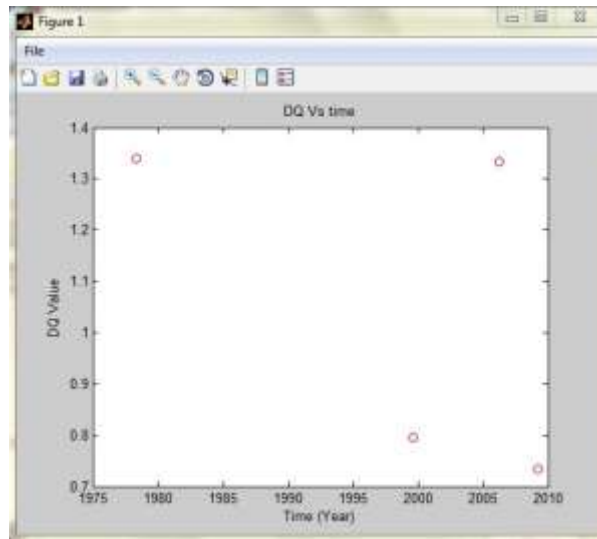 Figure 1
File
DQ Vs time
1.4
1.3
1.2
1.1
1
0.9
0.8
0.7
DQ Value
1975 1980 1985 1990 1995 2000 2005 2010
Time (Year)